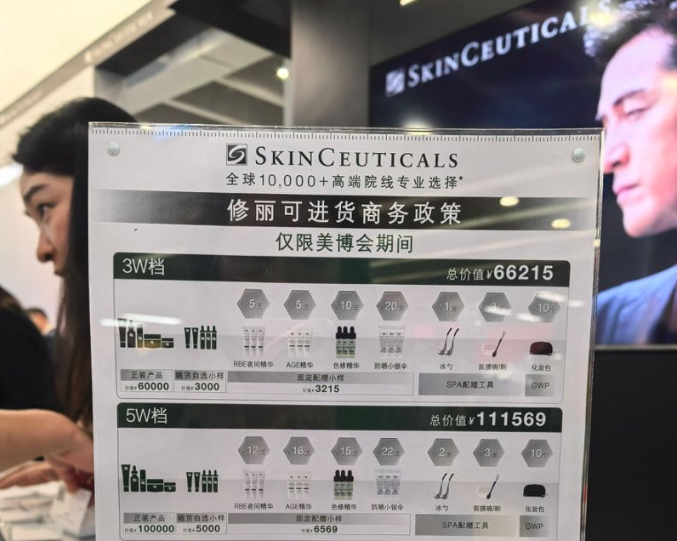 SKINCEUTICALS
SKINCEUTICALS
全球10,000+高端院线专业选择*
修丽可进货商务政策
仅限美博会期间
3W档 总价值¥66215
5支 5支 10支 20支 1支 10
RBE夜间精华 AGE精华 色修精华 防晒小银伞 冰勺 面膜碗/刷 化妆包
正装产品 随货自选小样 固定配赠小样 SPA配赠工具 GWP
价值¥60000 价值¥3000 价值¥3215
5W档 总价值¥111569
12支 16支 15支 22支 2支 3支 10
RBE夜间精华 AGE精华 色修精华 防晒小银伞 冰勺 面膜碗/刷 化妆包
正装产品 随货自选小样 固定配赠小样 SPA配赠工具 GWP
价值¥100000 价值¥5000 价值¥6569